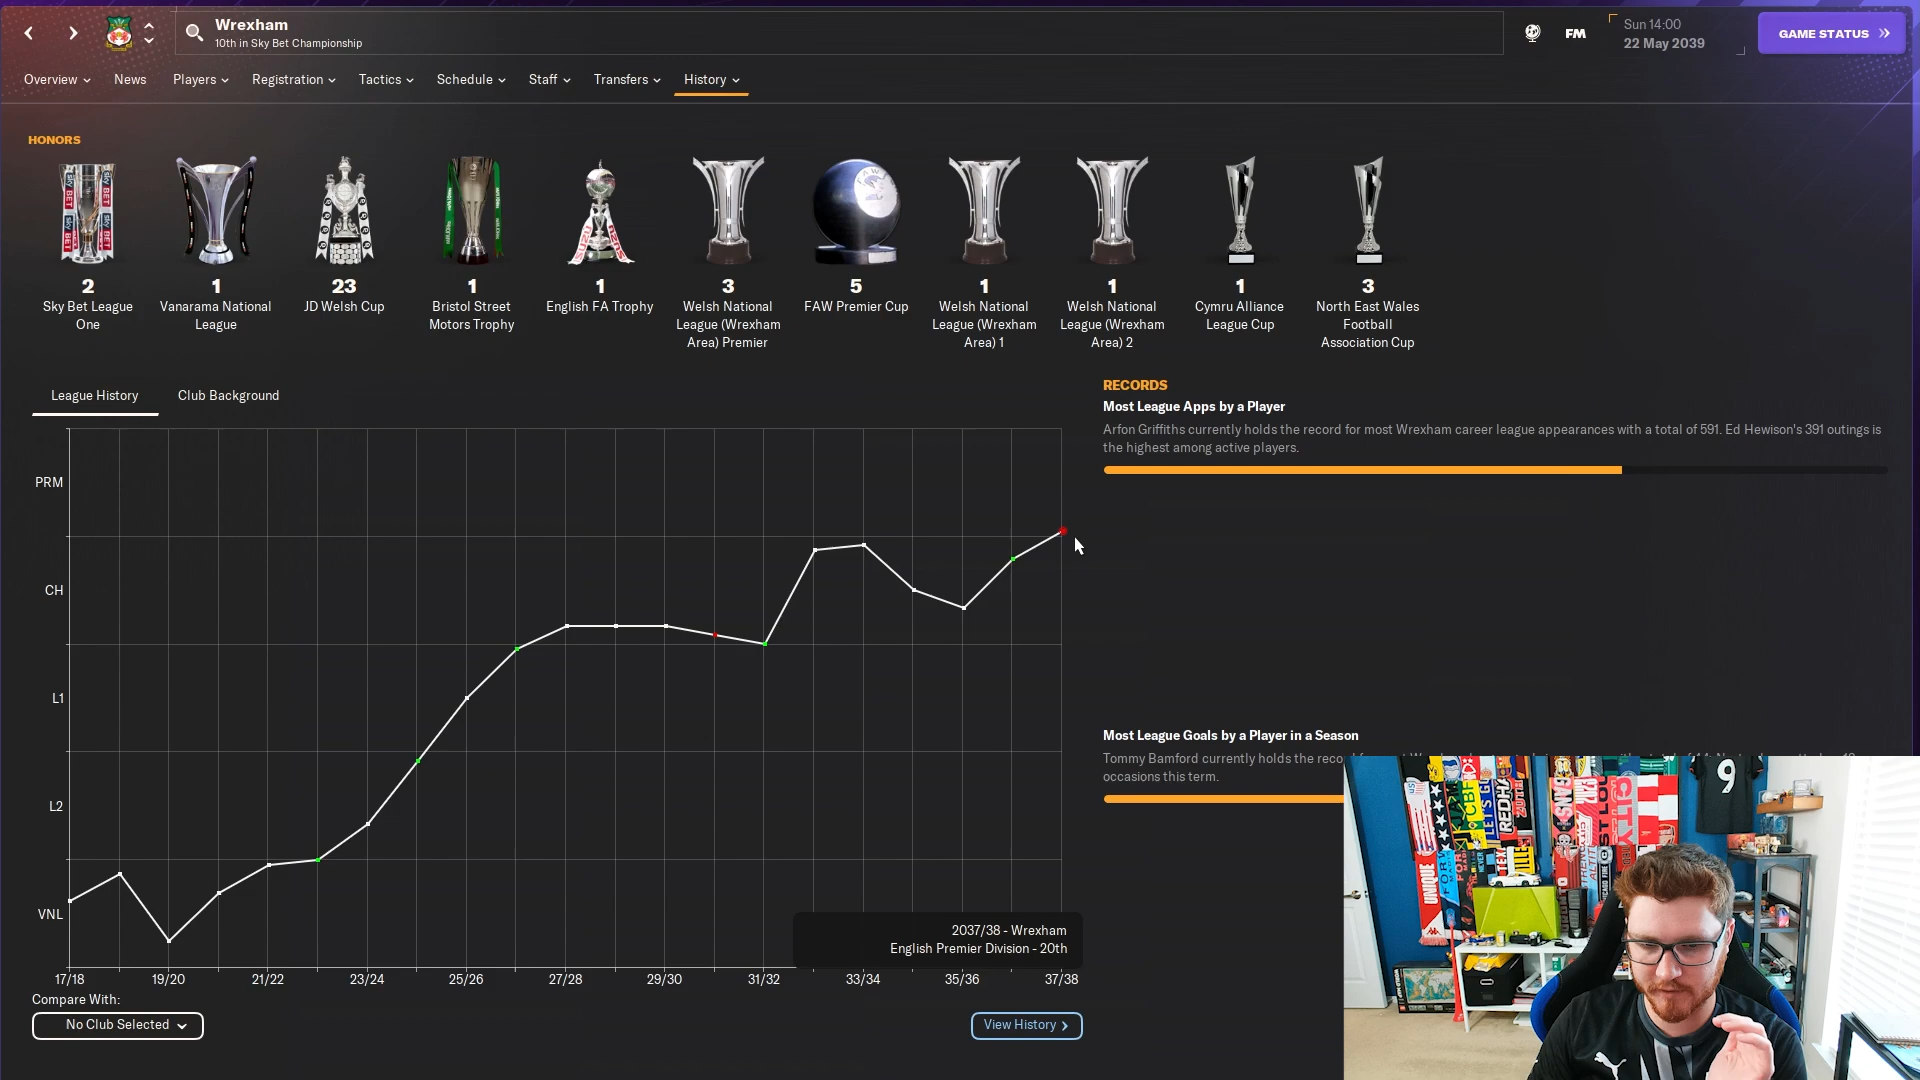 Wrexham
10th in Sky Bet Championship
FM
Sun 14:00
22 May 2039
GAME STATUS
Overview
News
Players
Registration
Tactics
Schedule
Staff
Transfers
History
HONORS
2
Sky Bet League
One
1
Vanarama National
League
23
JD Welsh Cup
1
Bristol Street
Motors Trophy
1
English FA Trophy
3
Welsh National
League (Wrexham
Area) Premier
5
FAW Premier Cup
1
Welsh National
League (Wrexham
Area) 1
1
Welsh National
League (Wrexham
Area) 2
1
Cymru Alliance
League Cup
3
North East Wales
Football
Association Cup
League History
Club Background
PRM
CH
L1
L2
VNL
17/18
19/20
21/22
23/24
25/26
27/28
29/30
31/32
33/34
35/36
37/38
2037/38 - Wrexham
English Premier Division - 20th
Compare With:
No Club Selected
View History
RECORDS
Most League Apps by a Player
Arfon Griffiths currently holds the record for most Wrexham career league appearances with a total of 591. Ed Hewison's 391 outings is
the highest among active players.
Most League Goals by a Player in a Season
Tommy Bamford currently holds the reco
occasions this term.
9
CITY
UNIQUE